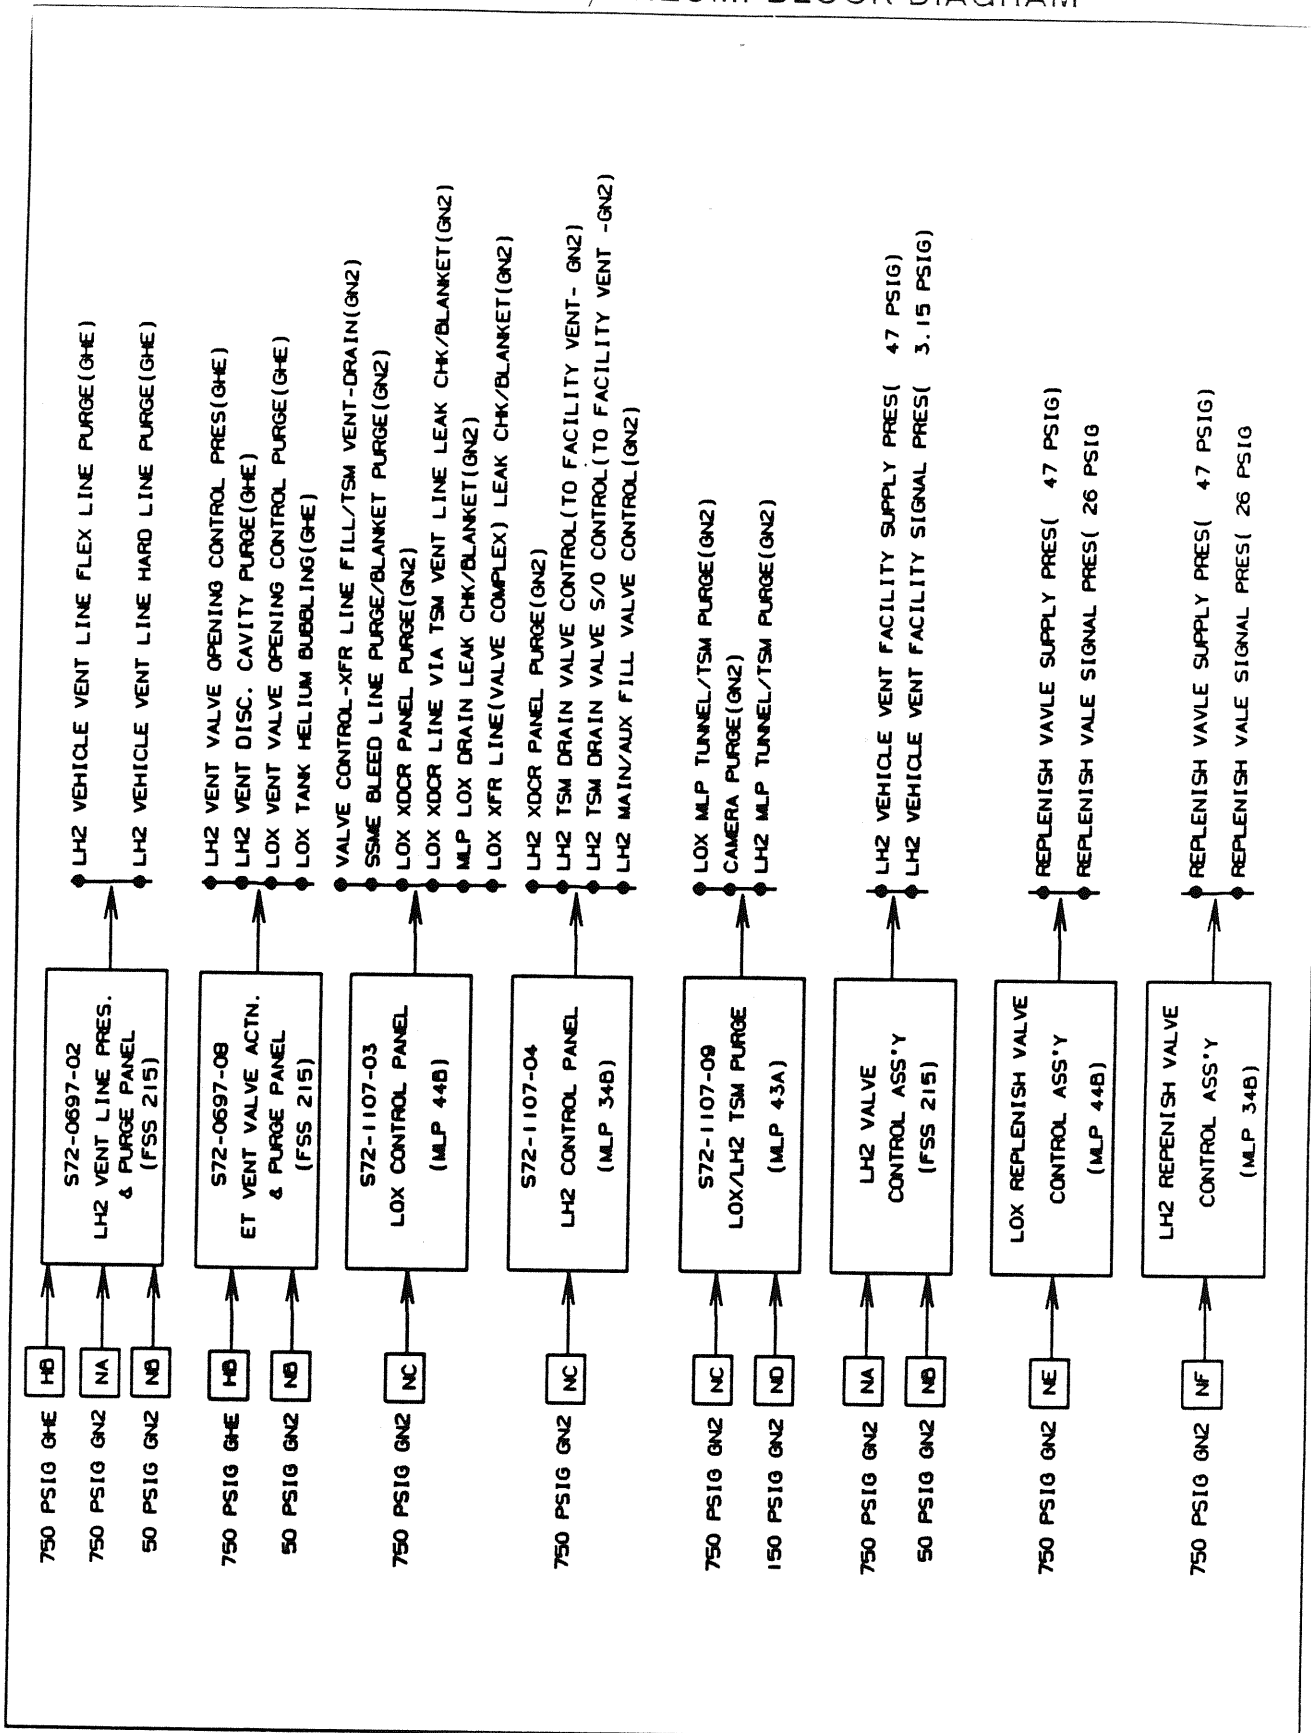 BLOCK DIAGRAM
750 PSIG GHE
HB
750 PSIG GN2
NA
50 PSIG GN2
NB
S72-0697-02
LH2 VENT LINE PRES.
& PURGE PANEL
(FSS 215)
LH2 VEHICLE VENT LINE FLEX LINE PURGE(GHE)
LH2 VEHICLE VENT LINE HARD LINE PURGE(GHE)
750 PSIG GHE
HB
50 PSIG GN2
NB
S72-0697-08
ET VENT VALVE ACTN.
& PURGE PANEL
(FSS 215)
LH2 VENT VALVE OPENING CONTROL PRES(GHE)
LH2 VENT DISC. CAVITY PURGE(GHE)
LOX VENT VALVE OPENING CONTROL PURGE(GHE)
LOX TANK HELIUM BUBBLING(GHE)
750 PSIG GN2
NC
S72-1107-03
LOX CONTROL PANEL
(MLP 44B)
VALVE CONTROL-XFR LINE FILL/TSM VENT-DRAIN(GN2)
SSME BLEED LINE PURGE/BLANKET PURGE(GN2)
LOX XDCR PANEL PURGE(GN2)
LOX XDCR LINE VIA TSM VENT LINE LEAK CHK/BLANKET(GN2)
MLP LOX DRAIN LEAK CHK/BLANKET(GN2)
LOX XFR LINE(VALVE COMPLEX) LEAK CHK/BLANKET(GN2)
750 PSIG GN2
NC
S72-1107-04
LH2 CONTROL PANEL
(MLP 34B)
LH2 XDCR PANEL PURGE(GN2)
LH2 TSM DRAIN VALVE CONTROL(TO FACILITY VENT- GN2)
LH2 TSM DRAIN VALVE S/O CONTROL(TO FACILITY VENT -GN2)
LH2 MAIN/AUX FILL VALVE CONTROL(GN2)
750 PSIG GN2
NC
150 PSIG GN2
ND
S72-1107-09
LOX/LH2 TSM PURGE
(MLP 43A)
LOX MLP TUNNEL/TSM PURGE(GN2)
CAMERA PURGE(GN2)
LH2 MLP TUNNEL/TSM PURGE(GN2)
750 PSIG GN2
NA
50 PSIG GN2
NB
LH2 VALVE
CONTROL ASS'Y
(FSS 215)
LH2 VEHICLE VENT FACILITY SUPPLY PRES( 47 PSIG)
LH2 VEHICLE VENT FACILITY SIGNAL PRES( 3.15 PSIG)
750 PSIG GN2
NE
LOX REPLENISH VALVE
CONTROL ASS'Y
(MLP 44B)
REPLENISH VAVLE SUPPLY PRES( 47 PSIG)
REPLENISH VALE SIGNAL PRES( 26 PSIG
750 PSIG GN2
NF
LH2 REPENISH VALVE
CONTROL ASS'Y
(MLP 34B)
REPLENISH VAVLE SUPPLY PRES( 47 PSIG)
REPLENISH VALE SIGNAL PRES( 26 PSIG